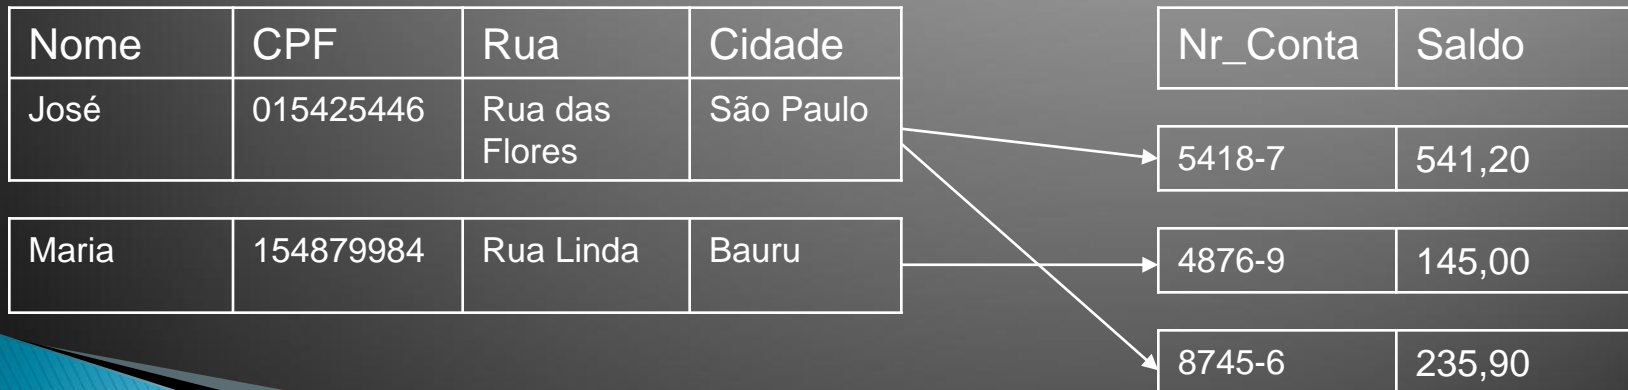 Nome CPF Rua Cidade
José 015425446 Rua das São Paulo
Flores
Maria 154879984 Rua Linda Bauru
Nr_Conta Saldo
5418-7 541,20
4876-9 145,00
8745-6 235,90